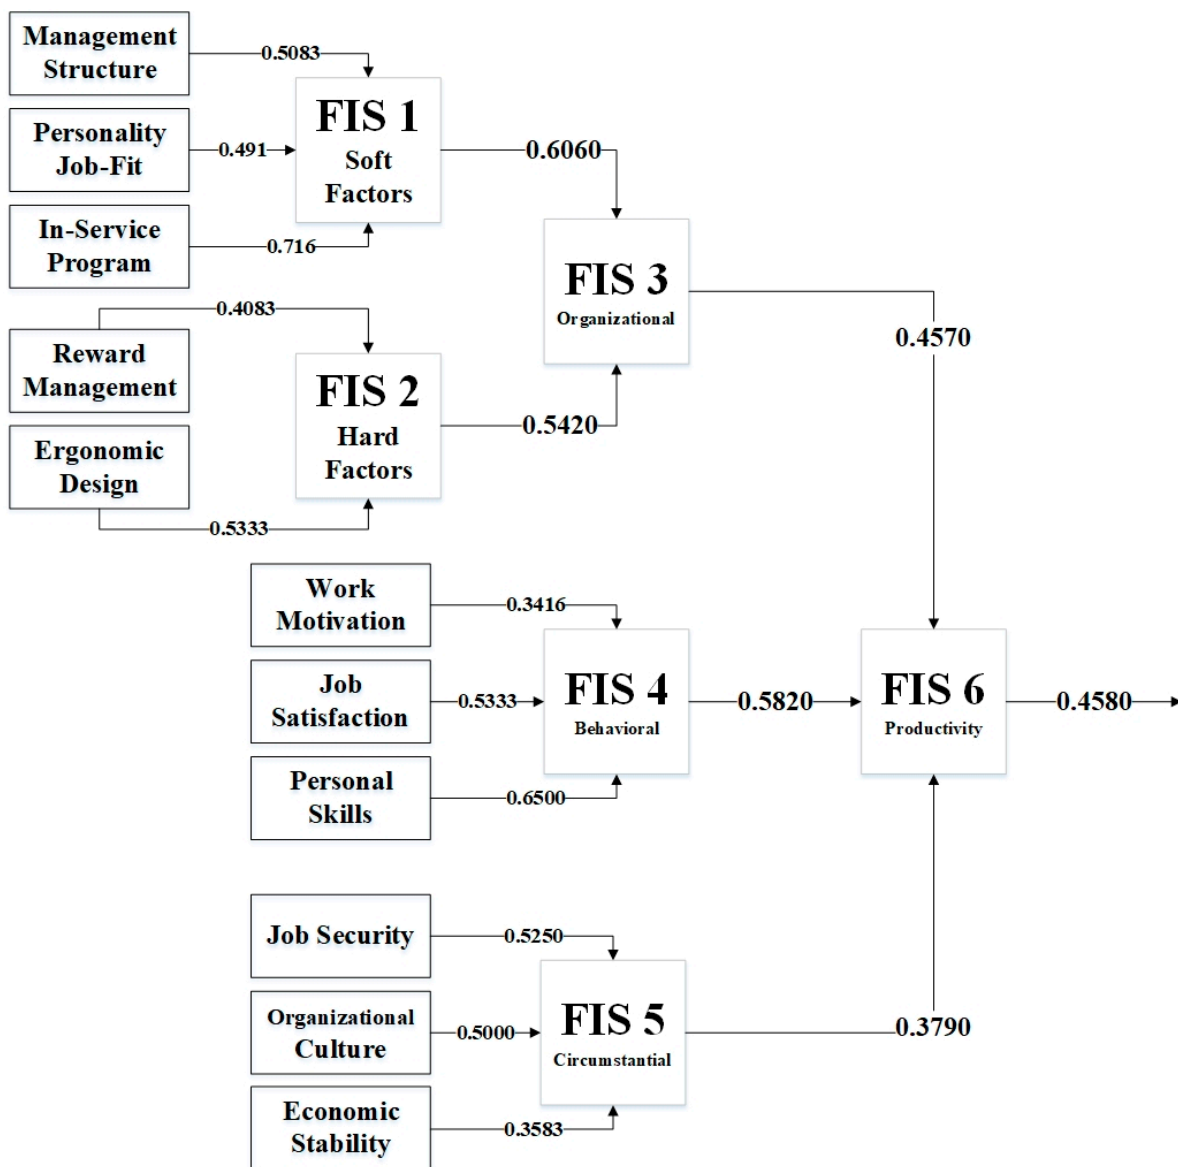 Management
Structure
0.5083
Personality
Job-Fit
0.491
In-Service
Program
0.716
FIS 1
Soft
Factors
0.6060
Reward
Management
0.4083
Ergonomic
Design
0.5333
FIS 2
Hard
Factors
0.5420
FIS 3
Organizational
0.4570
Work
Motivation
0.3416
Job
Satisfaction
0.5333
Personal
Skills
0.6500
FIS 4
Behavioral
0.5820
FIS 6
Productivity
0.4580
Job Security
0.5250
Organizational
Culture
0.5000
Economic
Stability
0.3583
FIS 5
Circumstantial
0.3790